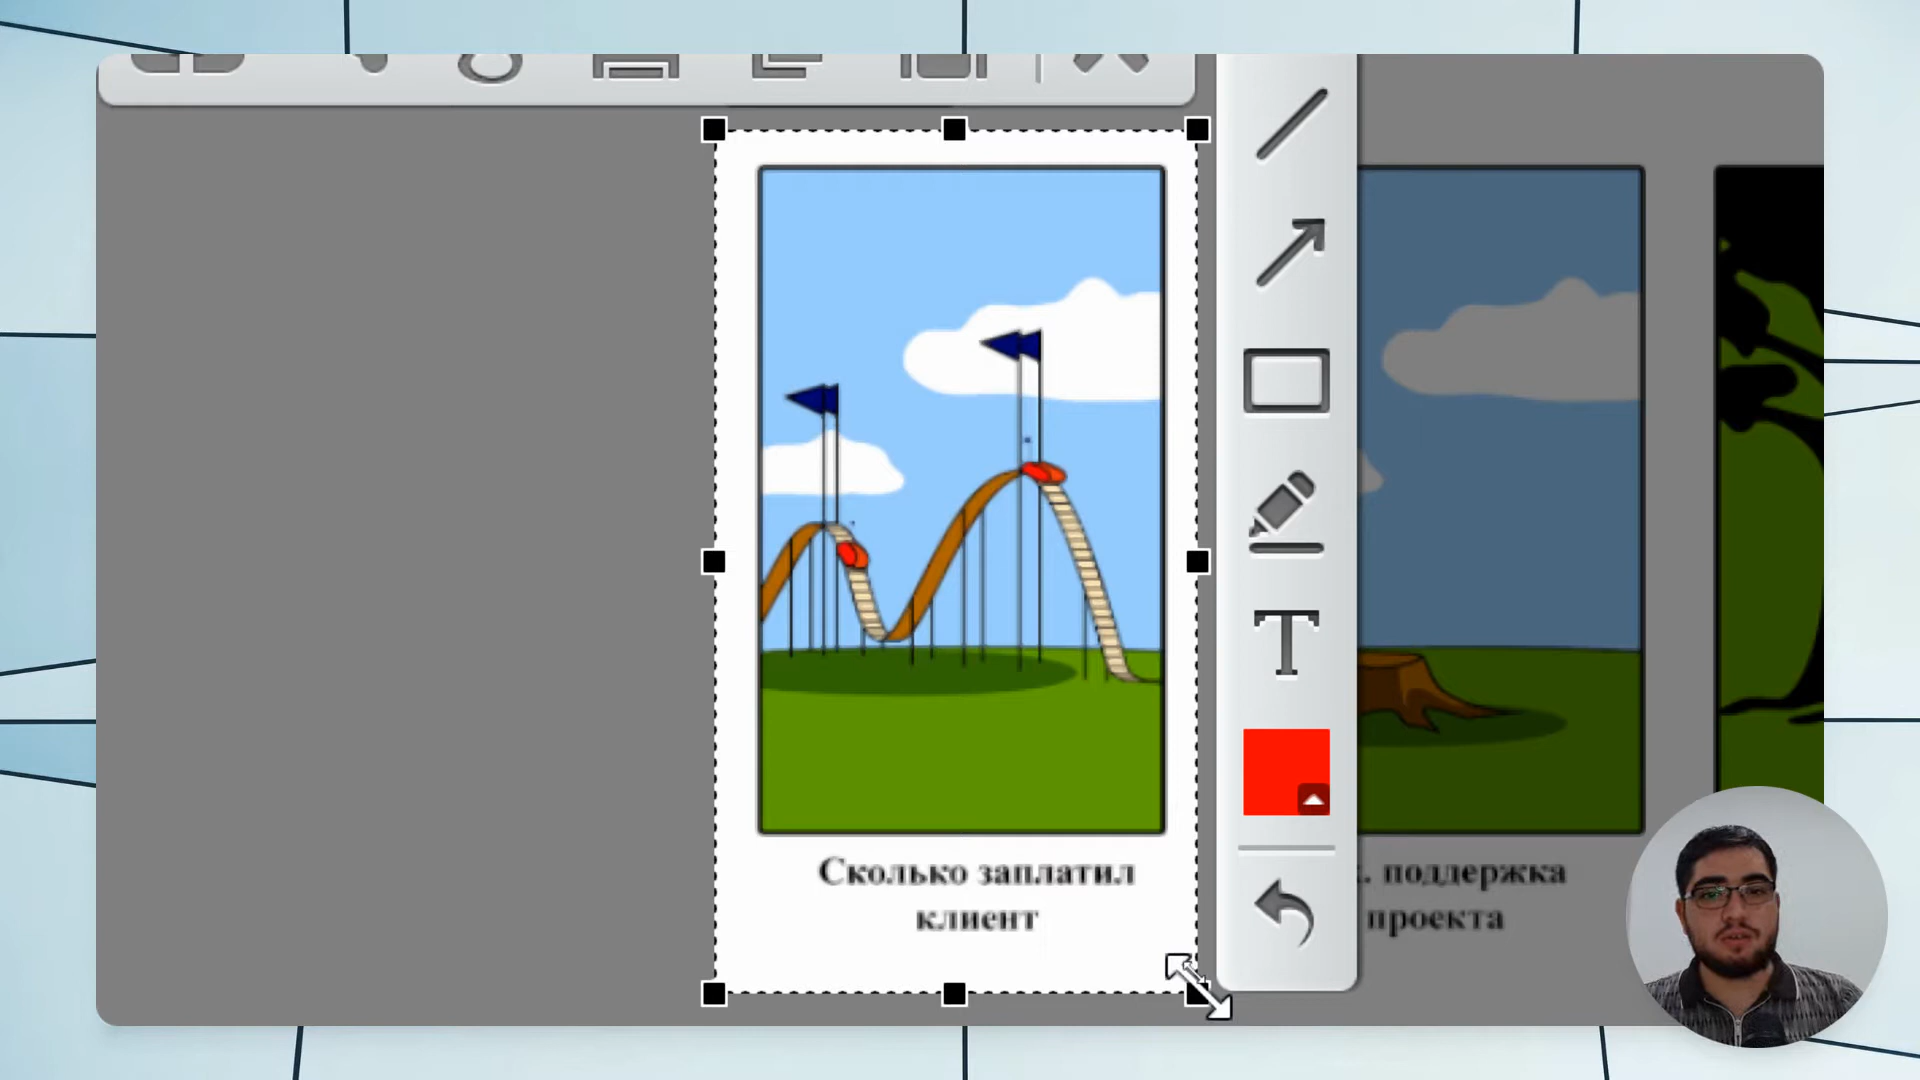 Сколько заплатил
клиент
. поддержка
проекта